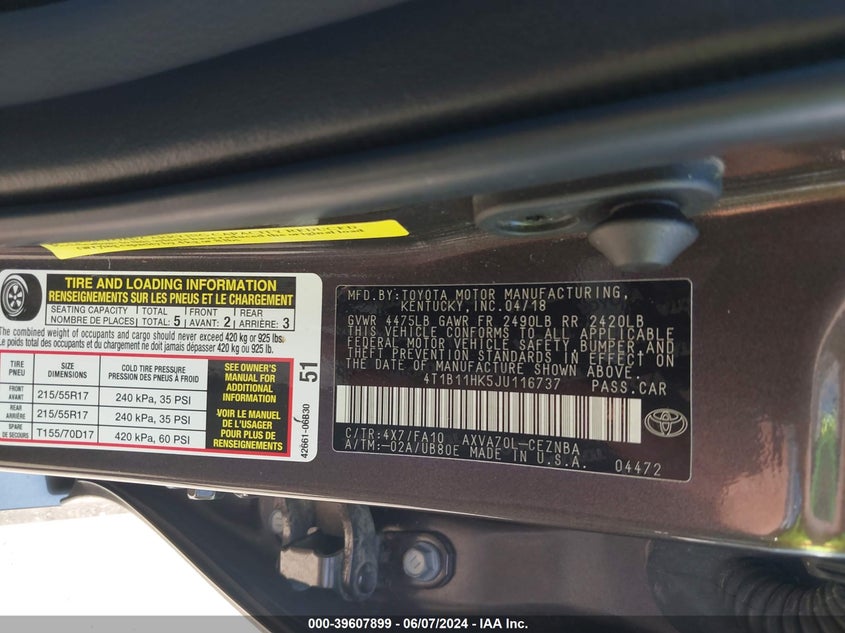 CAPACITY REDUCED
original load
TIRE AND LOADING INFORMATION
RENSEIGNEMENTS SUR LES PNEUS ET LE CHARGEMENT
SEATING CAPACITY TOTAL FRONT REAR
NOMBRE DE PLACES TOTAL: 5 AVANT: 2 ARRIÈRE: 3
The combined weight of occupants and cargo should never exceed 420 kg or 925 lbs.
Le poids total des occupants et du chargement ne doit jamais dépasser 420 kg ou 925 lb.
TIRE SIZE COLD TIRE PRESSURE
PNEU DIMENSIONS PRESSION DES PNEUS À FROID
FRONT AVANT 215/55R17 240 kPa, 35 PSI
REAR ARRIÈRE 215/55R17 240 kPa, 35 PSI
SPARE DE SECOURS T155/70D17 420 kPa, 60 PSI
SEE OWNER'S
MANUAL FOR
ADDITIONAL
INFORMATION
VOIR LE MANUEL
DE L'USAGER
POUR PLUS DE
RENSEIGNEMENTS
42661-06B30 51
MFD.BY:TOYOTA MOTOR MANUFACTURING,
KENTUCKY,INC.04/18
GVWR 4475LB GAWR FR 2490LB RR 2420LB
THIS VEHICLE CONFORMS TO ALL APPLICABLE
FEDERAL MOTOR VEHICLE SAFETY,BUMPER,AND
THEFT PREVENTION STANDARDS IN EFFECT ON
THE DATE OF MANUFACTURE SHOWN ABOVE.
4T1B11HK5JU116737 PASS.CAR
C/TR:4X7/FA10 AXVA70L-CEZNBA
A/TM:-02A/UB80E MADE IN U.S.A.
04472
TOYOTA
000-39607899 - 06/07/2024 - IAA Inc.